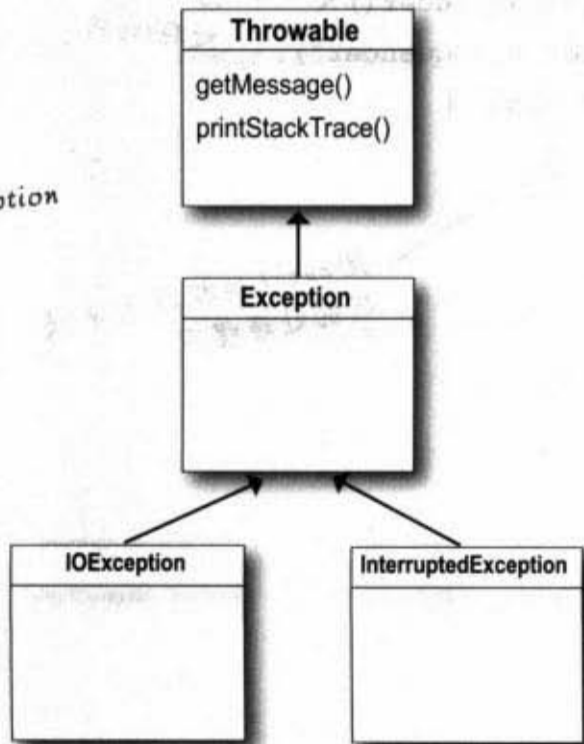 Throwable
getMessage()
printStackTrace()
Exception
IOException
InterruptedException